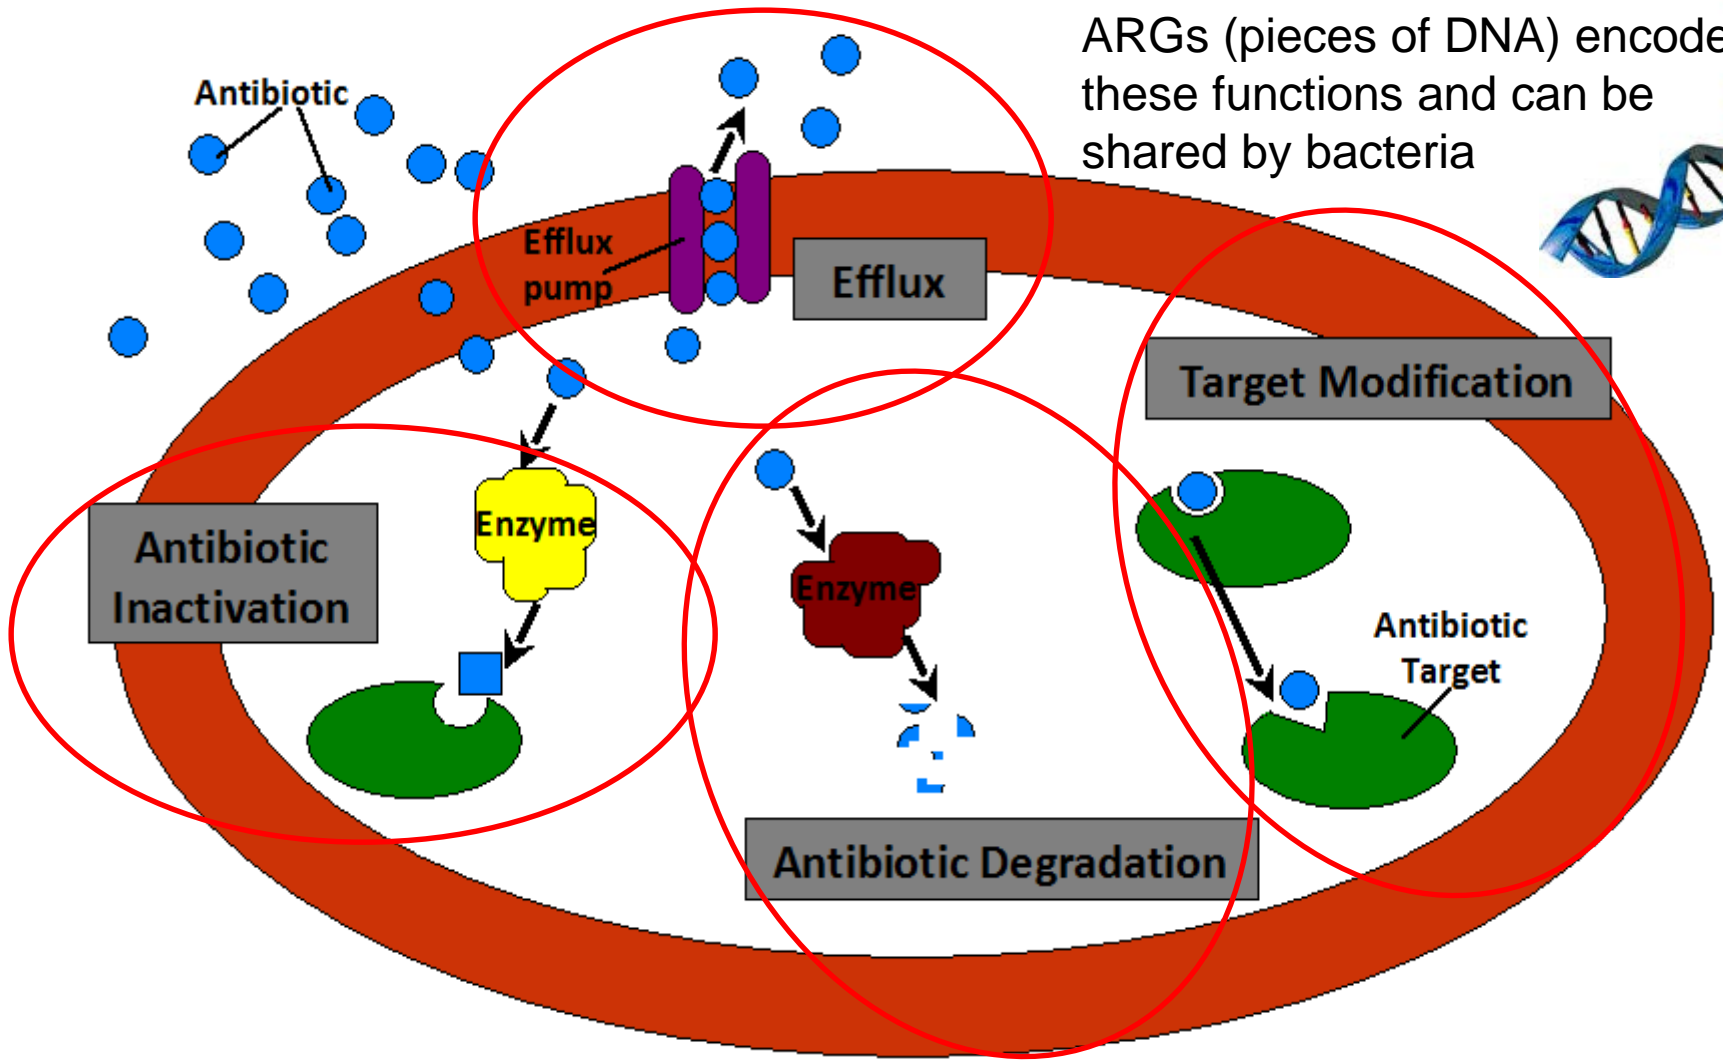 ARGs (pieces of DNA) encode
these functions and can be
shared by bacteria
Antibiotic
Efflux
pump
Efflux
Target Modification
Antibiotic
Inactivation
Enzyme
Enzyme
Antibiotic
Target
Antibiotic Degradation